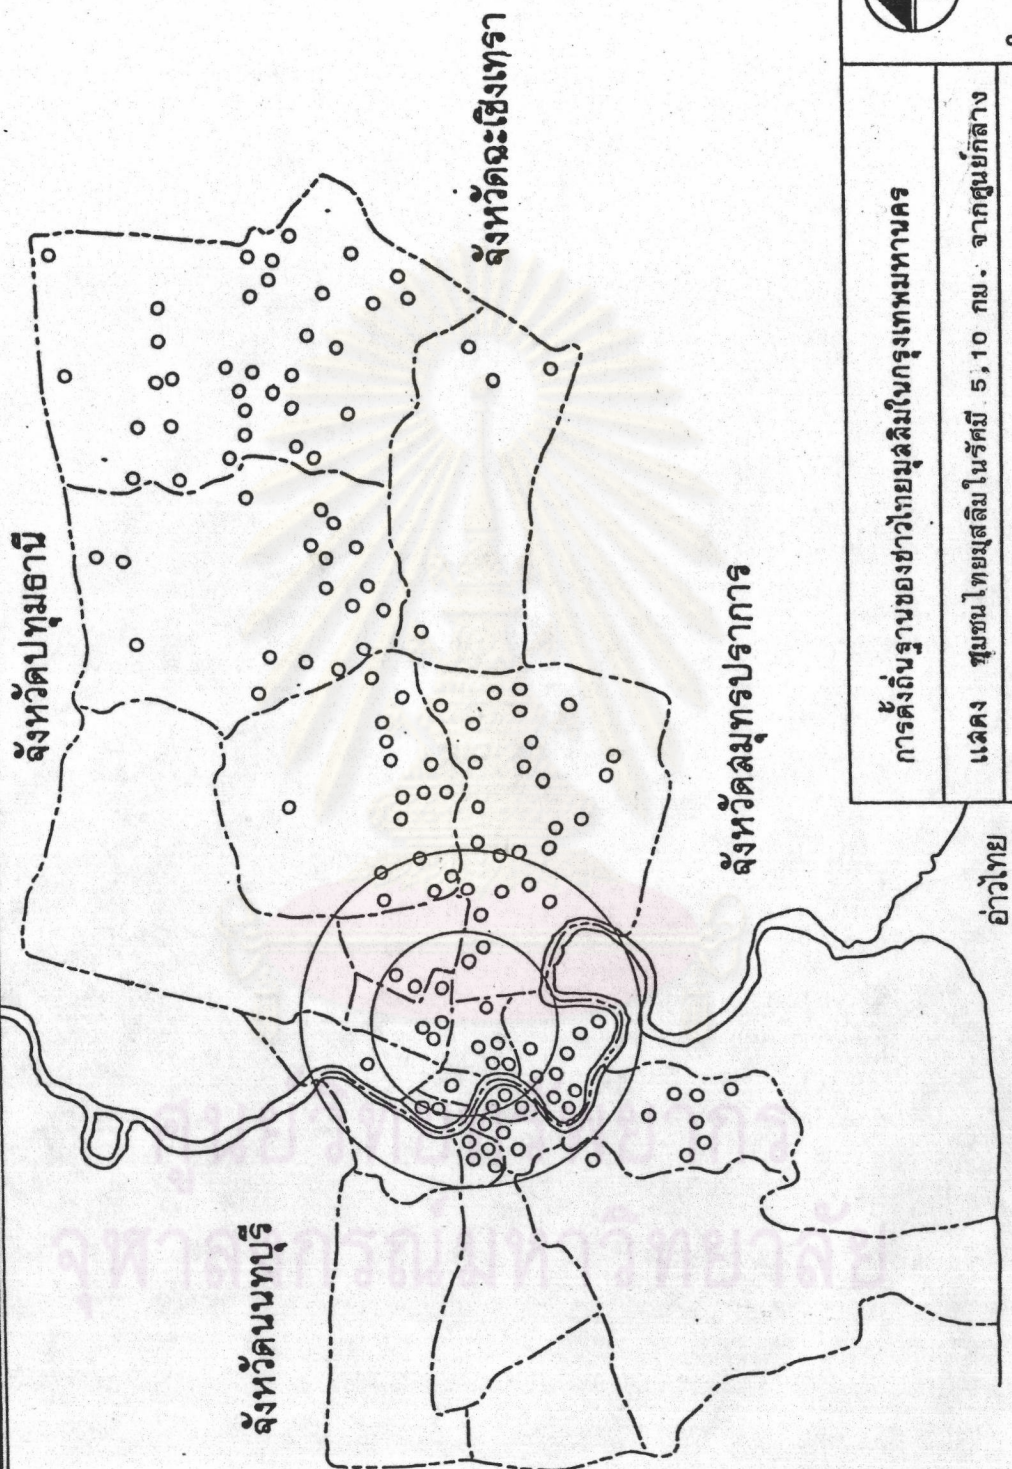 จังหวัดปทุมธานี
จังหวัดฉะเชิงเทรา
จังหวัดนนทบุรี
จังหวัดสมุทรปราการ
อ่าวไทย
การตั้งถิ่นฐานของชาวไทยมุสลิมในกรุงเทพมหานคร
แสดง ชุมชนไทยมุสลิมในรัศมี 5,10 กม. จากศูนย์กลาง
ศูนย์วิทยทรัพยากร
จุฬาลงกรณ์มหาวิทยาลัย